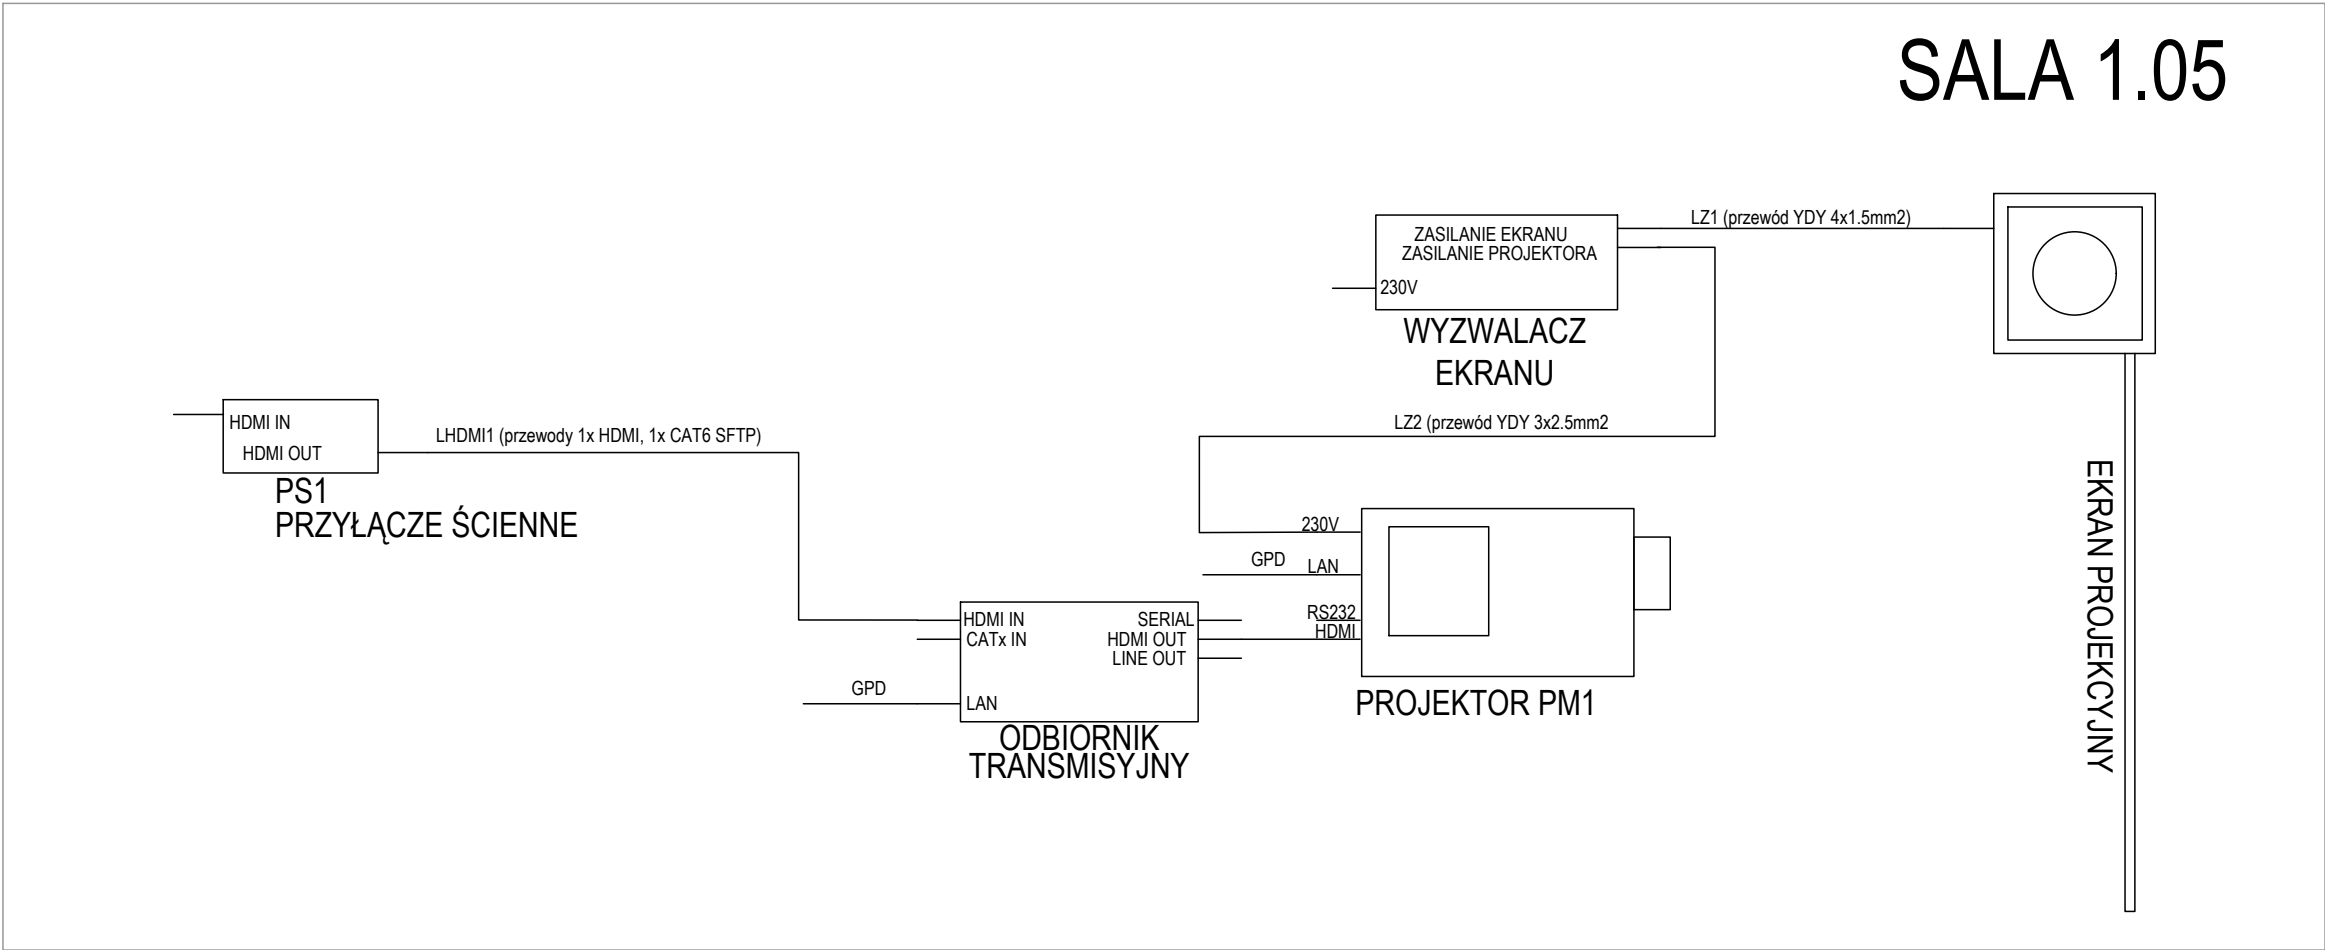 SALA 1.05
LZ1 (przewód YDY 4x1.5mm2)
ZASILANIE EKRANU
ZASILANIE PROJEKTORA
230V
WYZWALACZ
EKRANU
HDMI IN
HDMI OUT
PS1
PRZYŁĄCZE ŚCIENNE
LHDMI1 (przewody 1x HDMI, 1x CAT6 SFTP)
LZ2 (przewód YDY 3x2.5mm2
230V
GPD
LAN
RS232
HDMI
PROJEKTOR PM1
HDMI IN
CATx IN
SERIAL
HDMI OUT
LINE OUT
GPD
LAN
ODBIORNIK
TRANSMISYJNY
EKRAN PROJEKCYJNY